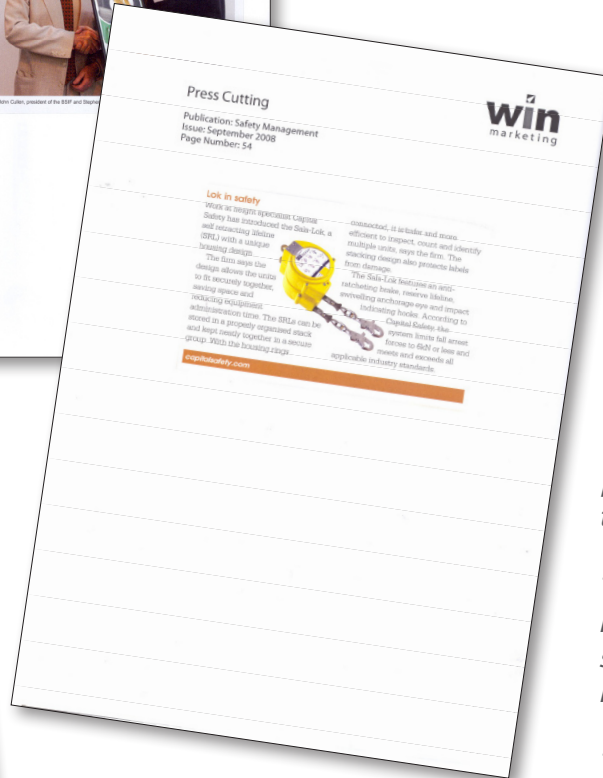 John Cullen, president of the BSIF and Stephen
Press Cutting
Publication: Safety Management
Issue: September 2008
Page Number: 54
win
marketing
Lok in safety
Work at height specialist Capital
Safety has introduced the Sala-Lok, a
self retracting lifeline
(SRL) with a unique
housing design.
The firm says the
design allows the units
to fit securely together,
saving space and
reducing equipment
administration time. The SRLs can be
stored in a properly organised stack
and kept neatly together in a secure
group. With the housing rings
connected, it is easier and more
efficient to inspect, count and identify
multiple units, says the firm. The
stacking design also protects labels
from damage.
The Sala-Lok features an anti-
ratcheting brake, reserve lifeline,
swivelling anchorage eye and impact
indicating hooks. According to
Capital Safety, the
system limits fall arrest
forces to 6kN or less and
meets and exceeds all
applicable industry standards.
capitalsafety.com